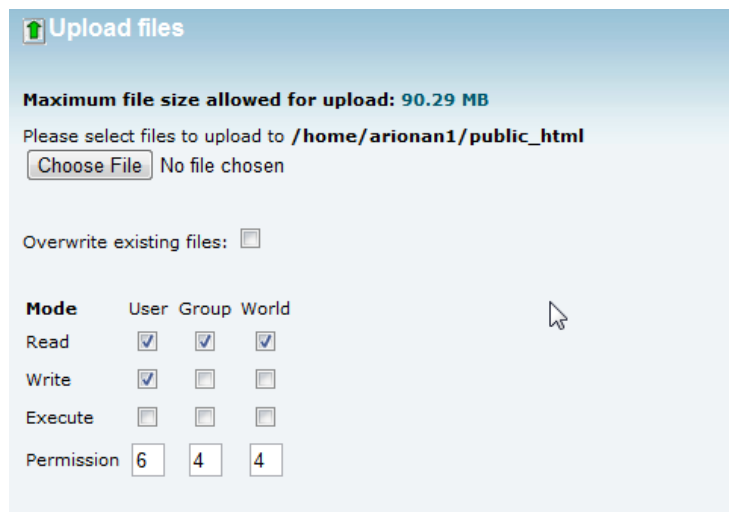 Upload files
Maximum file size allowed for upload: 90.29 MB
Please select files to upload to /home/arionan1/public_html
Choose File No file chosen
Overwrite existing files:
Mode User Group World
Read
Write
Execute
Permission 6 4 4